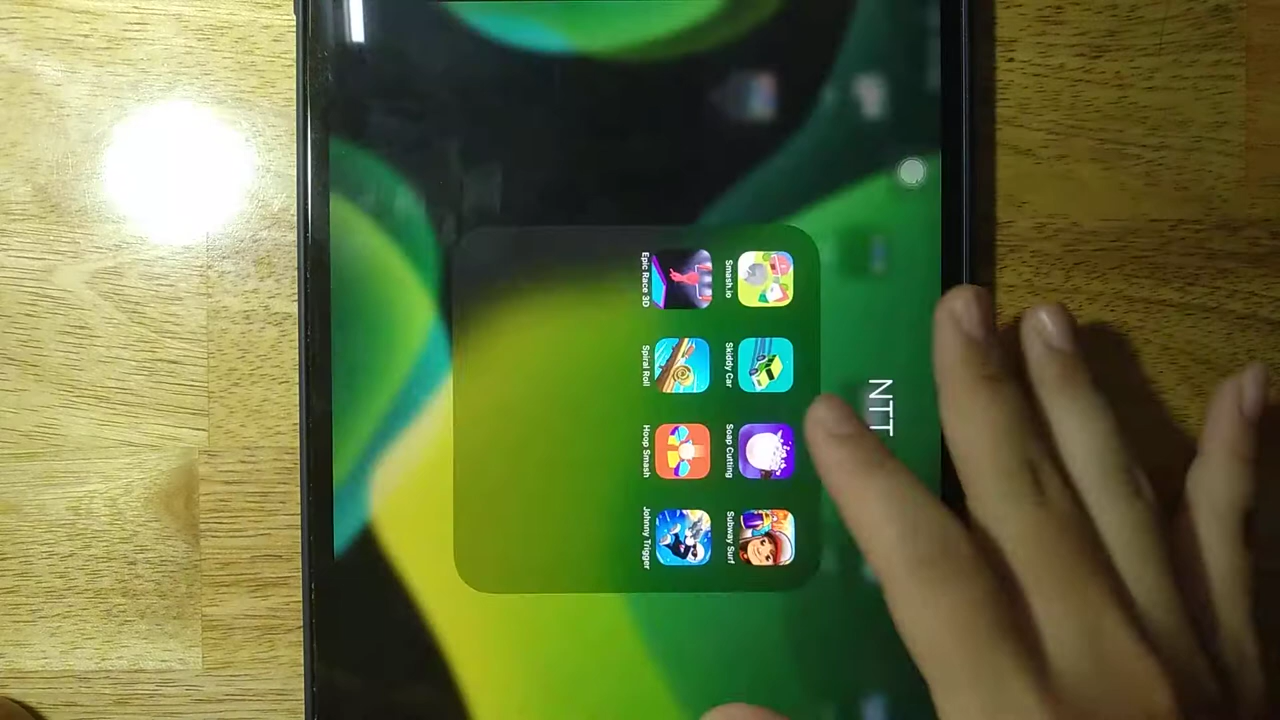 NTT
Smash.io
Skiddy Car
Soap Cutting
Subway Surf
Epic Race 3D
Spiral Roll
Hoop Smash
Johnny Trigger